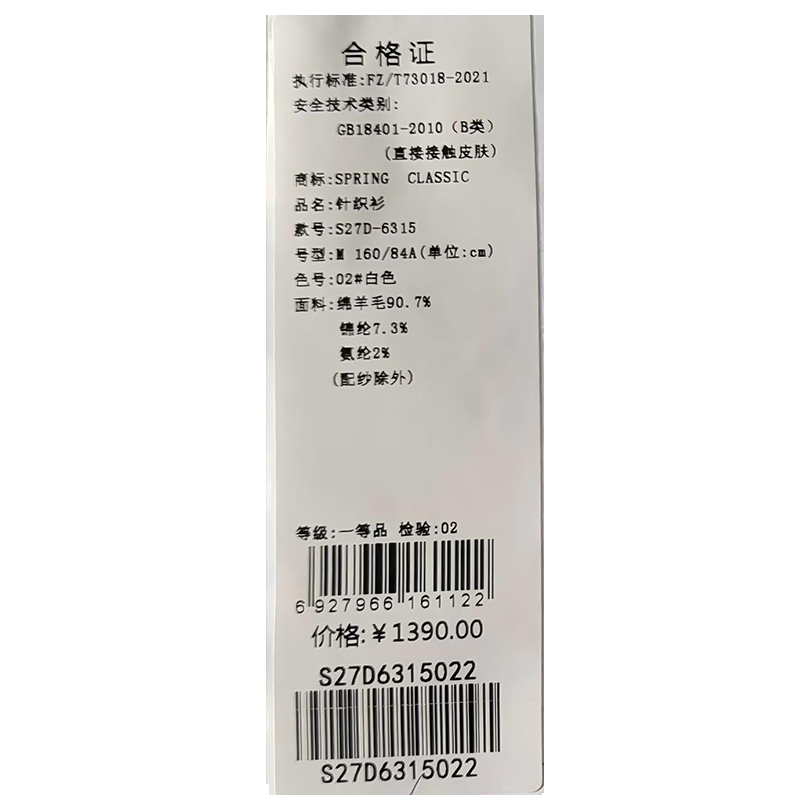 合格证
执行标准:FZ/T73018-2021
安全技术类别:
GB18401-2010（B类）
(直接接触皮肤)
商标:SPRING CLASSIC
品名:针织衫
款号:S27D-6315
号型:M 160/84A(单位:cm)
色号:02#白色
面料:绵羊毛90.7%
锦纶7.3%
氨纶2%
(配纱除外)
等级:一等品 检验:02
6 927966 161122
价格:￥1390.00
S27D6315022
S27D6315022